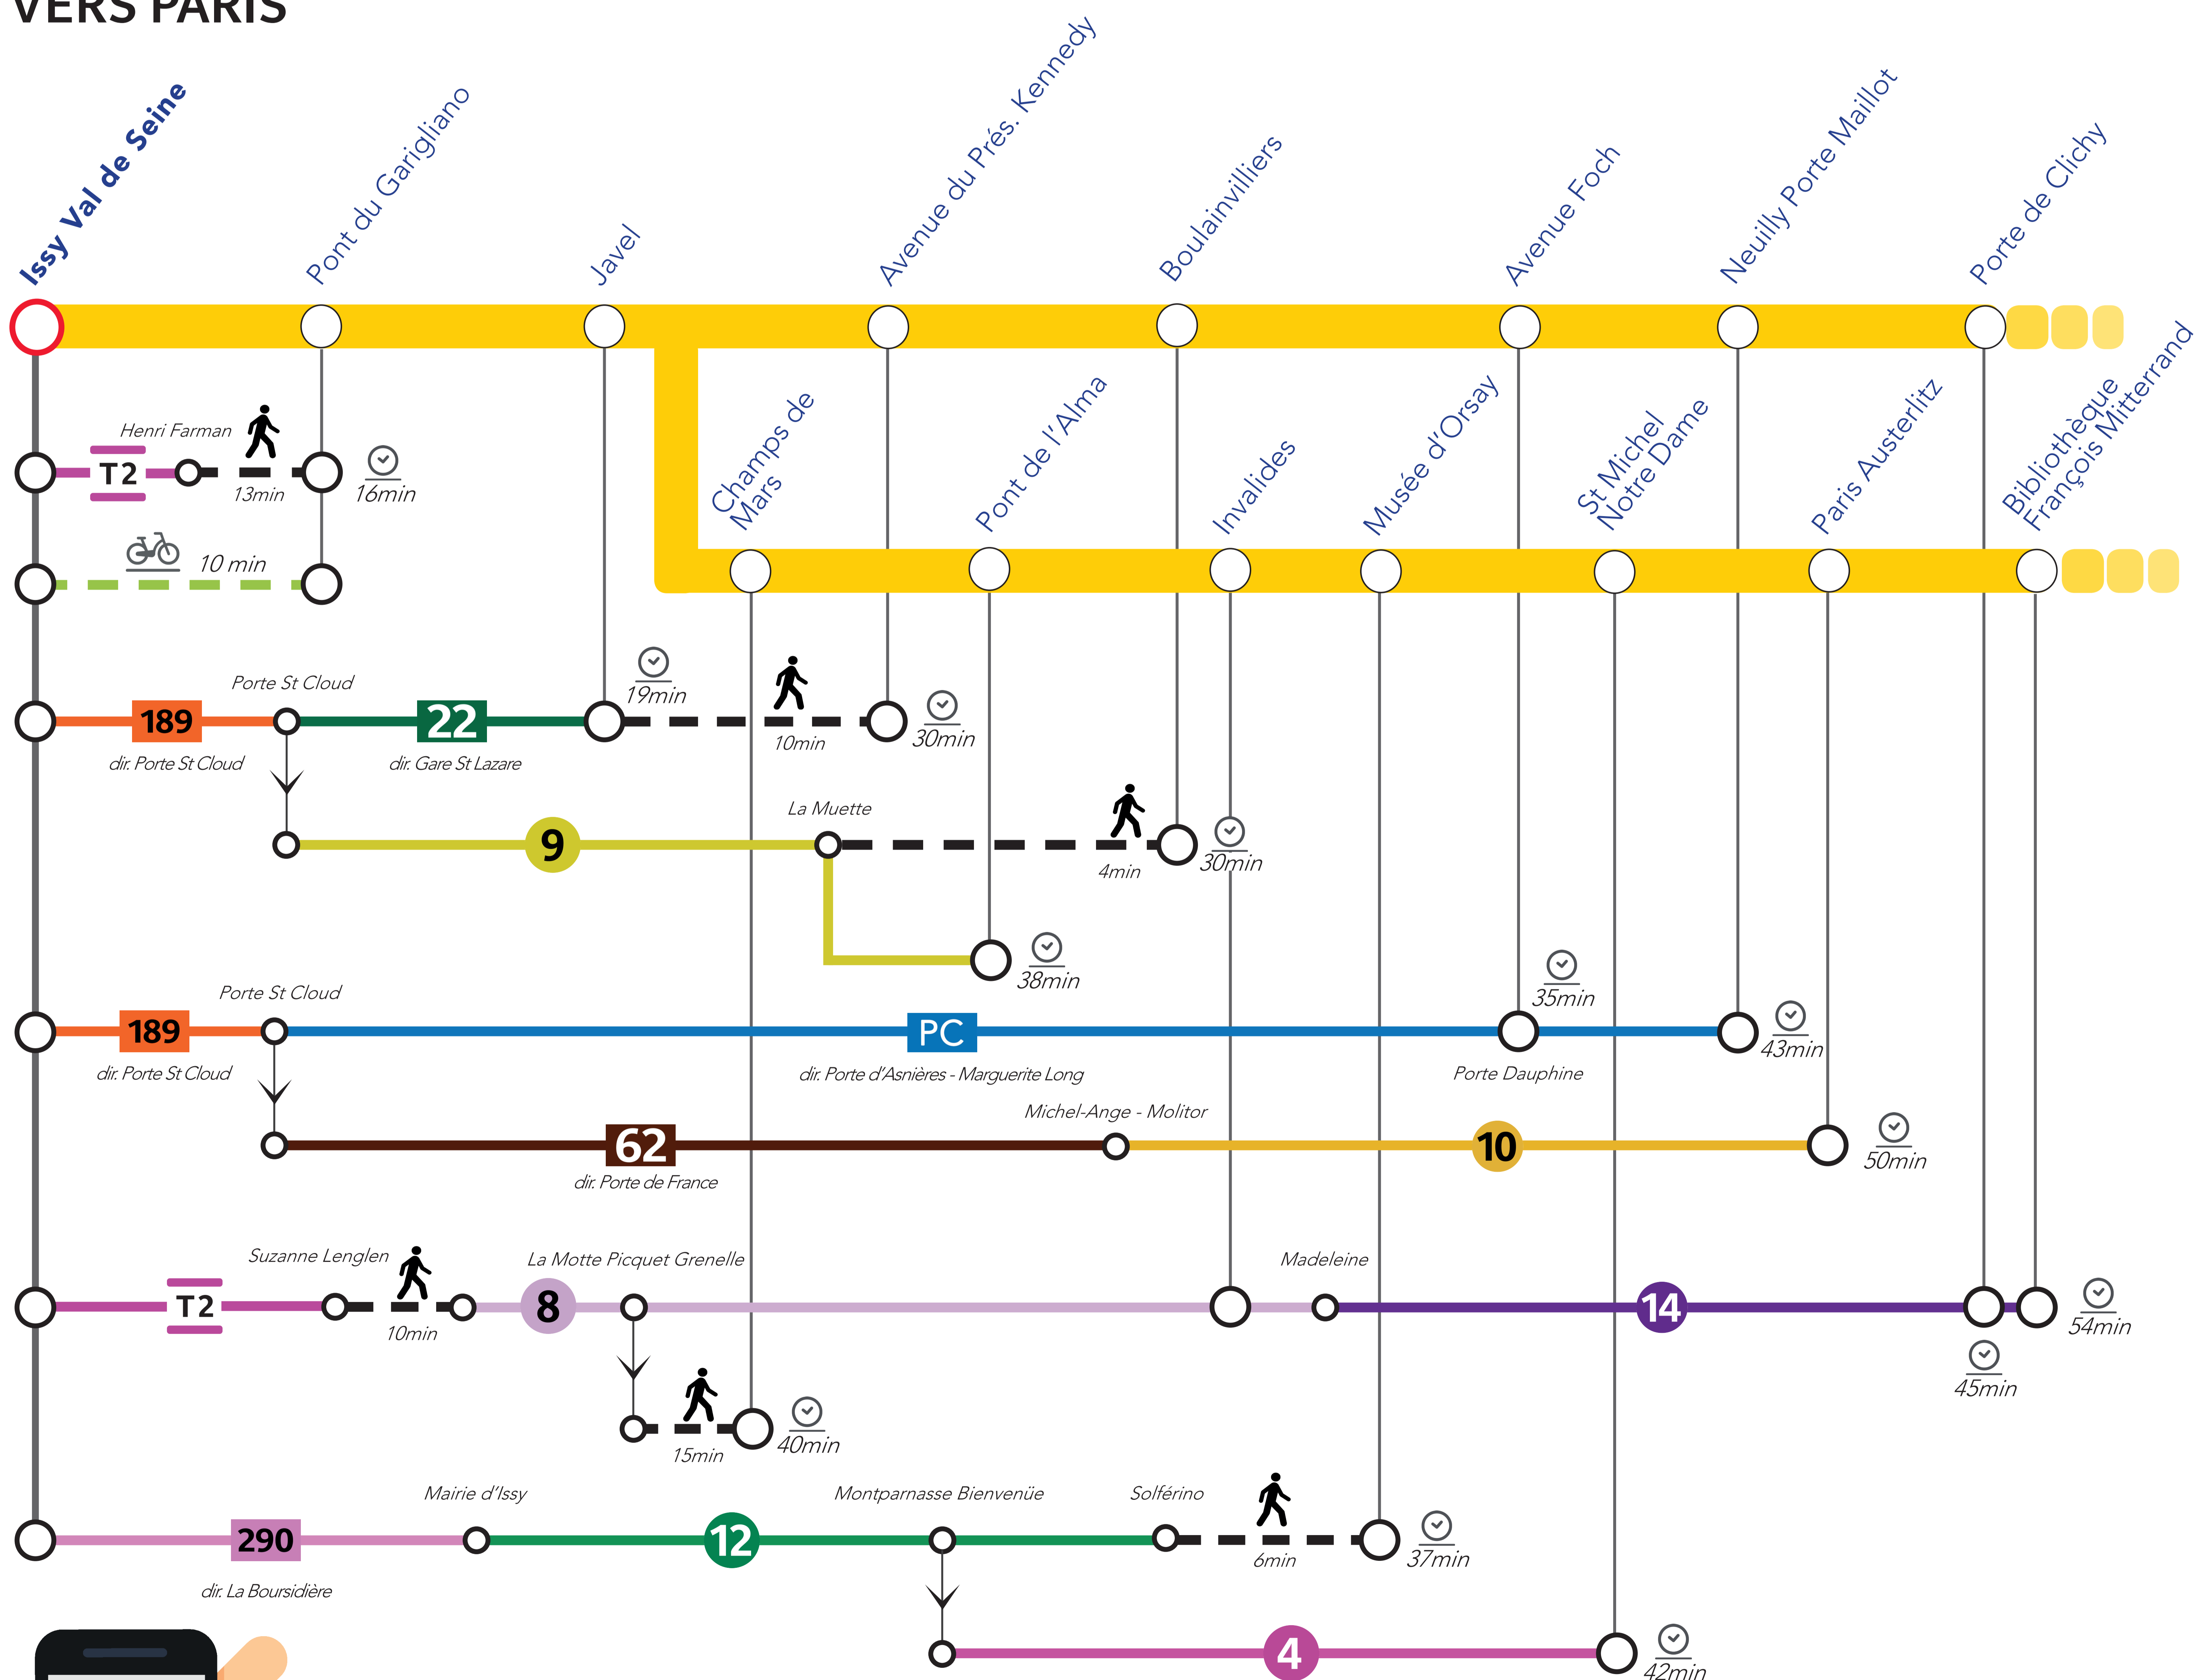 VERS PARIS
Issy Val de Seine
Pont du Garigliano
Javel
Avenue du Prés. Kennedy
Boulainvilliers
Avenue Foch
Neuilly Porte Maillot
Porte de Clichy
Champs de
Mars
Pont de l'Alma
Invalides
Musée d'Orsay
St Michel
Notre Dame
Paris Austerlitz
Bibliothèque
François Mitterrand
Henri Farman
T2
13min
16min
10 min
Porte St Cloud
189
22
19min
10min
30min
dir. Porte St Cloud
dir. Gare St Lazare
La Muette
9
4min
30min
38min
Porte St Cloud
189
PC
35min
43min
dir. Porte St Cloud
dir. Porte d'Asnières - Marguerite Long
Porte Dauphine
Michel-Ange - Molitor
62
10
50min
dir. Porte de France
Suzanne Lenglen
La Motte Picquet Grenelle
Madeleine
T2
10min
8
14
54min
45min
15min
40min
Mairie d'Issy
Montparnasse Bienvenüe
Solférino
290
12
6min
37min
dir. La Boursidière
4
42min